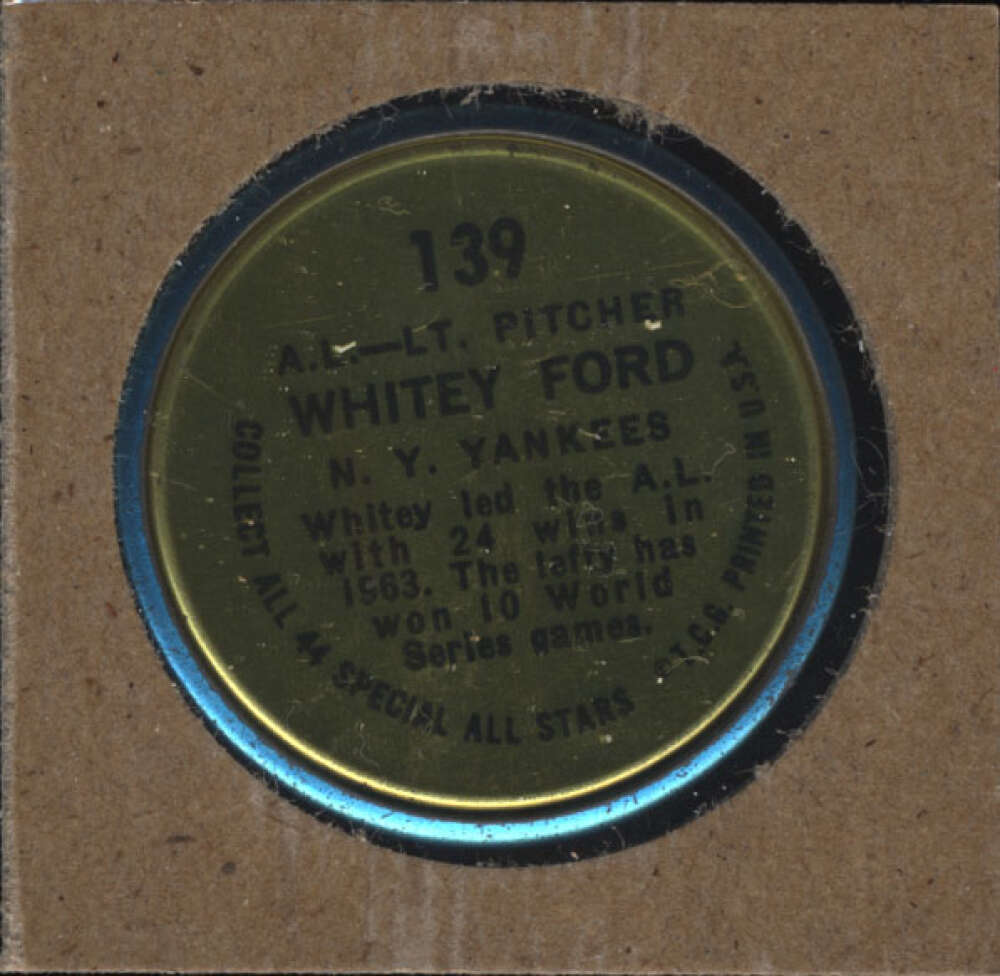 139
A.L.—LT. PITCHER
WHITEY FORD
N. Y. YANKEES
Whitey led the A.L.
with 24 wins in
1963. The lefty has
won 10 World
Series games.
COLLECT ALL 44 SPECIAL ALL STARS
©T.C.G. PRINTED IN U.S.A.